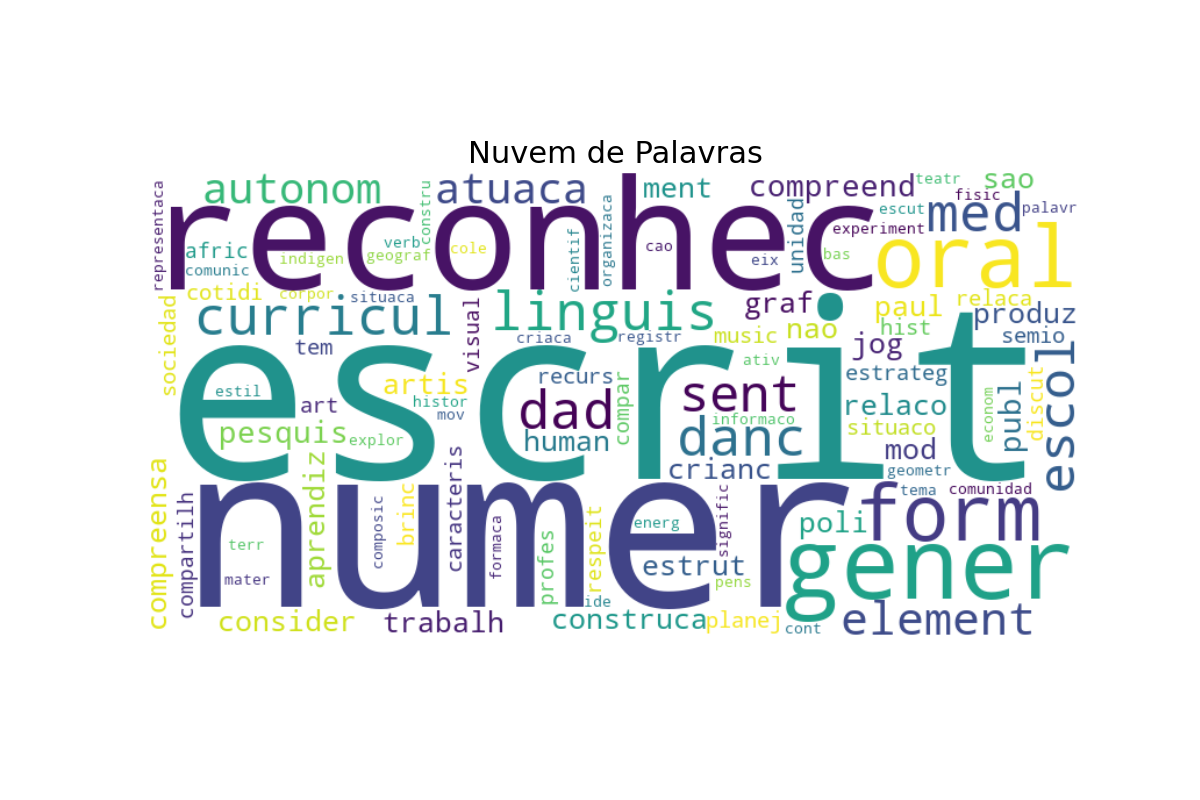 Nuvem de Palavras
representaca
autonom
constru
atuaca
ment
compreend
teatr
sao
fisic
reconhec
organizaca
unidad
escut
med
palavr
afric
verb
cole
cientif
cao
experiment
oral
comunic
indigen
geograf
eix
bas
cotidi
corpor
situaca
linguis
graf
paul
relaca
produz
sociedad
curricul
visual
criaca
registr
music
nao
hist
semio
tem
jog
escrit
ativ
estil
artis
recurs
compar
sent
estrateg
discut
escol
art
histor
mov
dad
informaco
relaco
econom
publ
pesquis
explor
human
danc
situaco
mod
compreensa
compartilh
aprendiz
caracteris
crianc
geometr
numer
composic
brinc
formaca
profes
respeit
energ
signific
tema
comunidad
form
poli
terr
mater
estrut
pens
gener
ide
consider
trabalh
construca
planej
cont
element